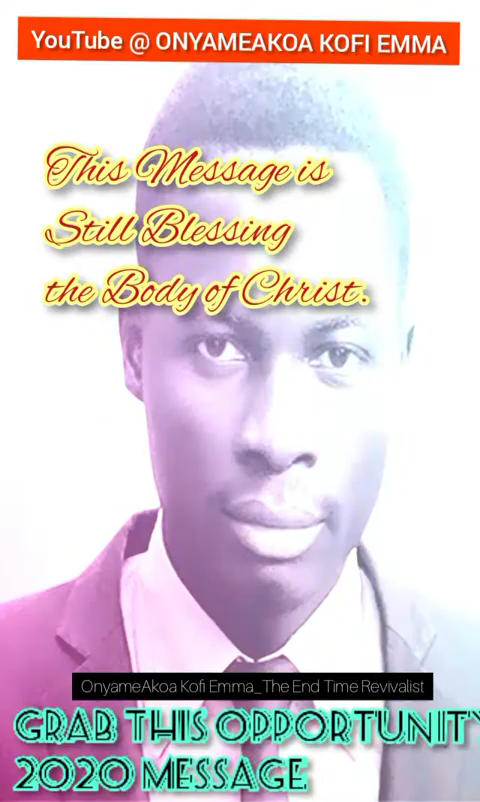 YouTube @ ONYAMEAKOA KOFI EMMA
This Message is
Still Blessing
the Body of Christ.
OnyameAkoa Kofi Emma_The End Time Revivalist
GRAB THIS OPPORTUNITY
2020 MESSAGE